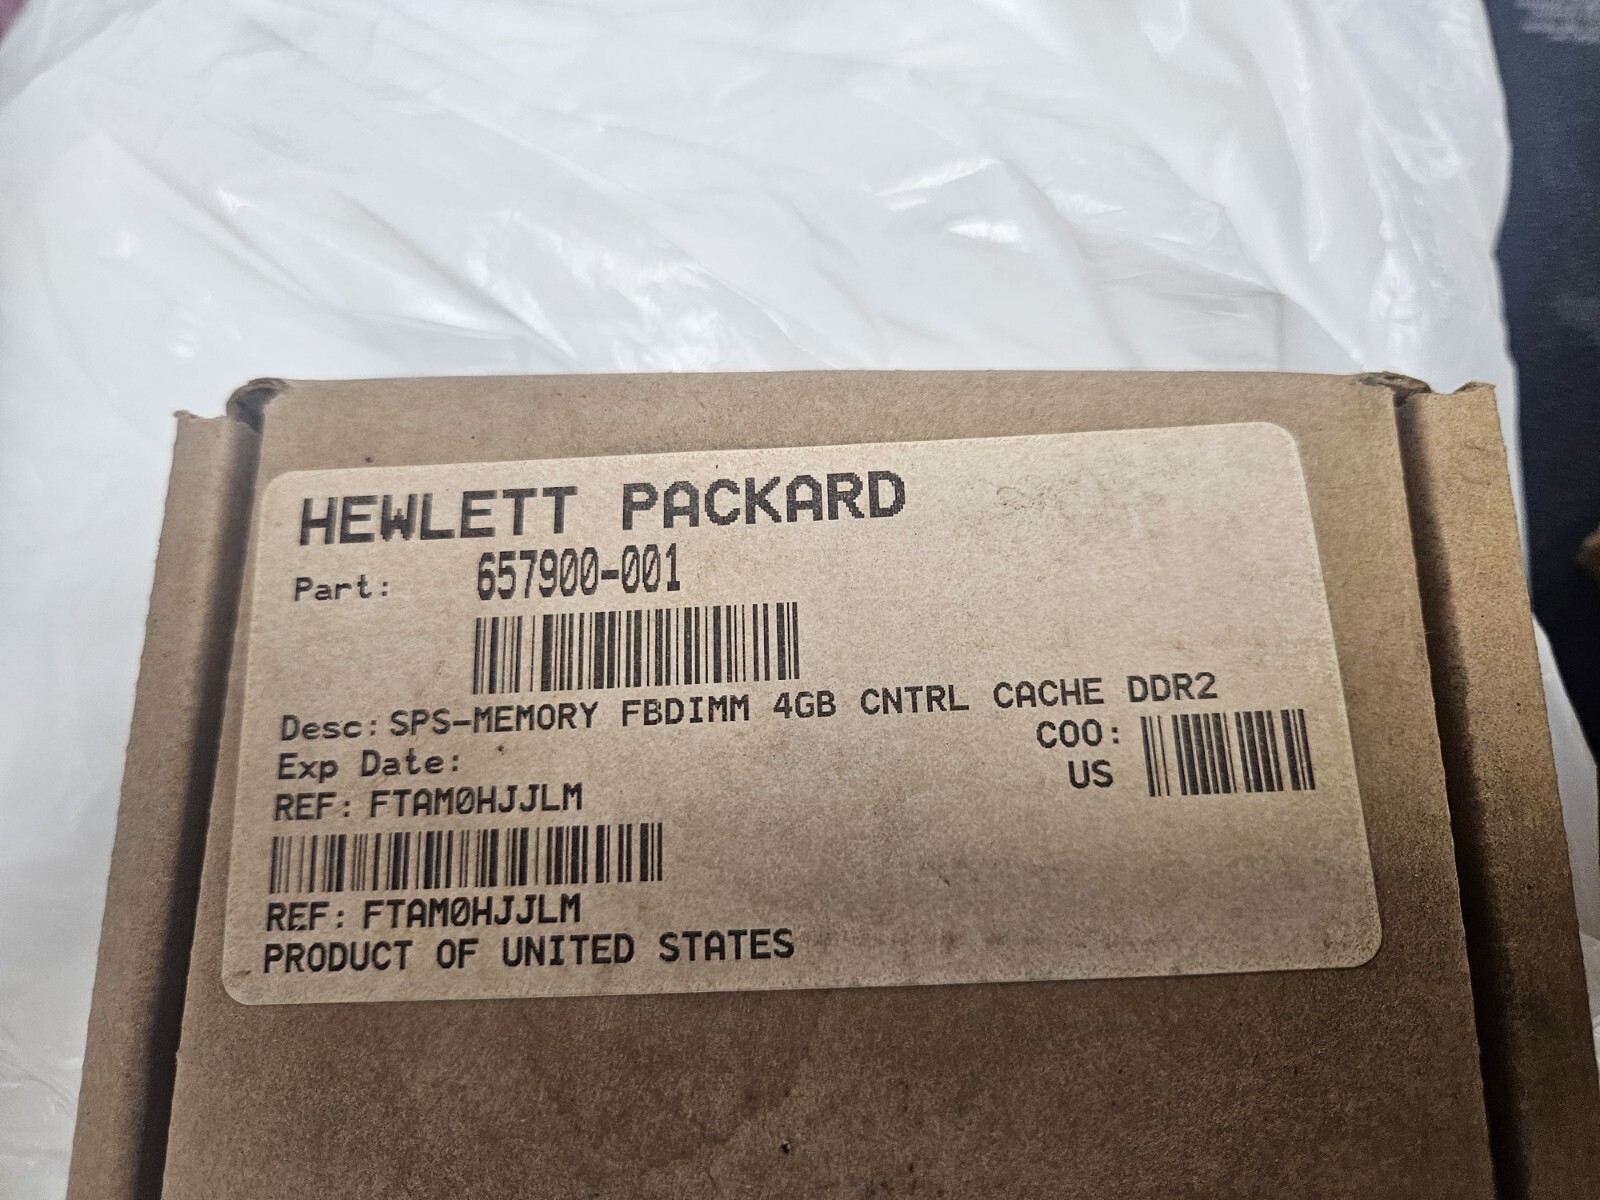 HEWLETT PACKARD
Part: 657900-001
Desc: SPS-MEMORY FBDIMM 4GB CNTRL CACHE DDR2
Exp Date:
COO:
US
REF: FTAM0HJJLM
REF: FTAM0HJJLM
PRODUCT OF UNITED STATES